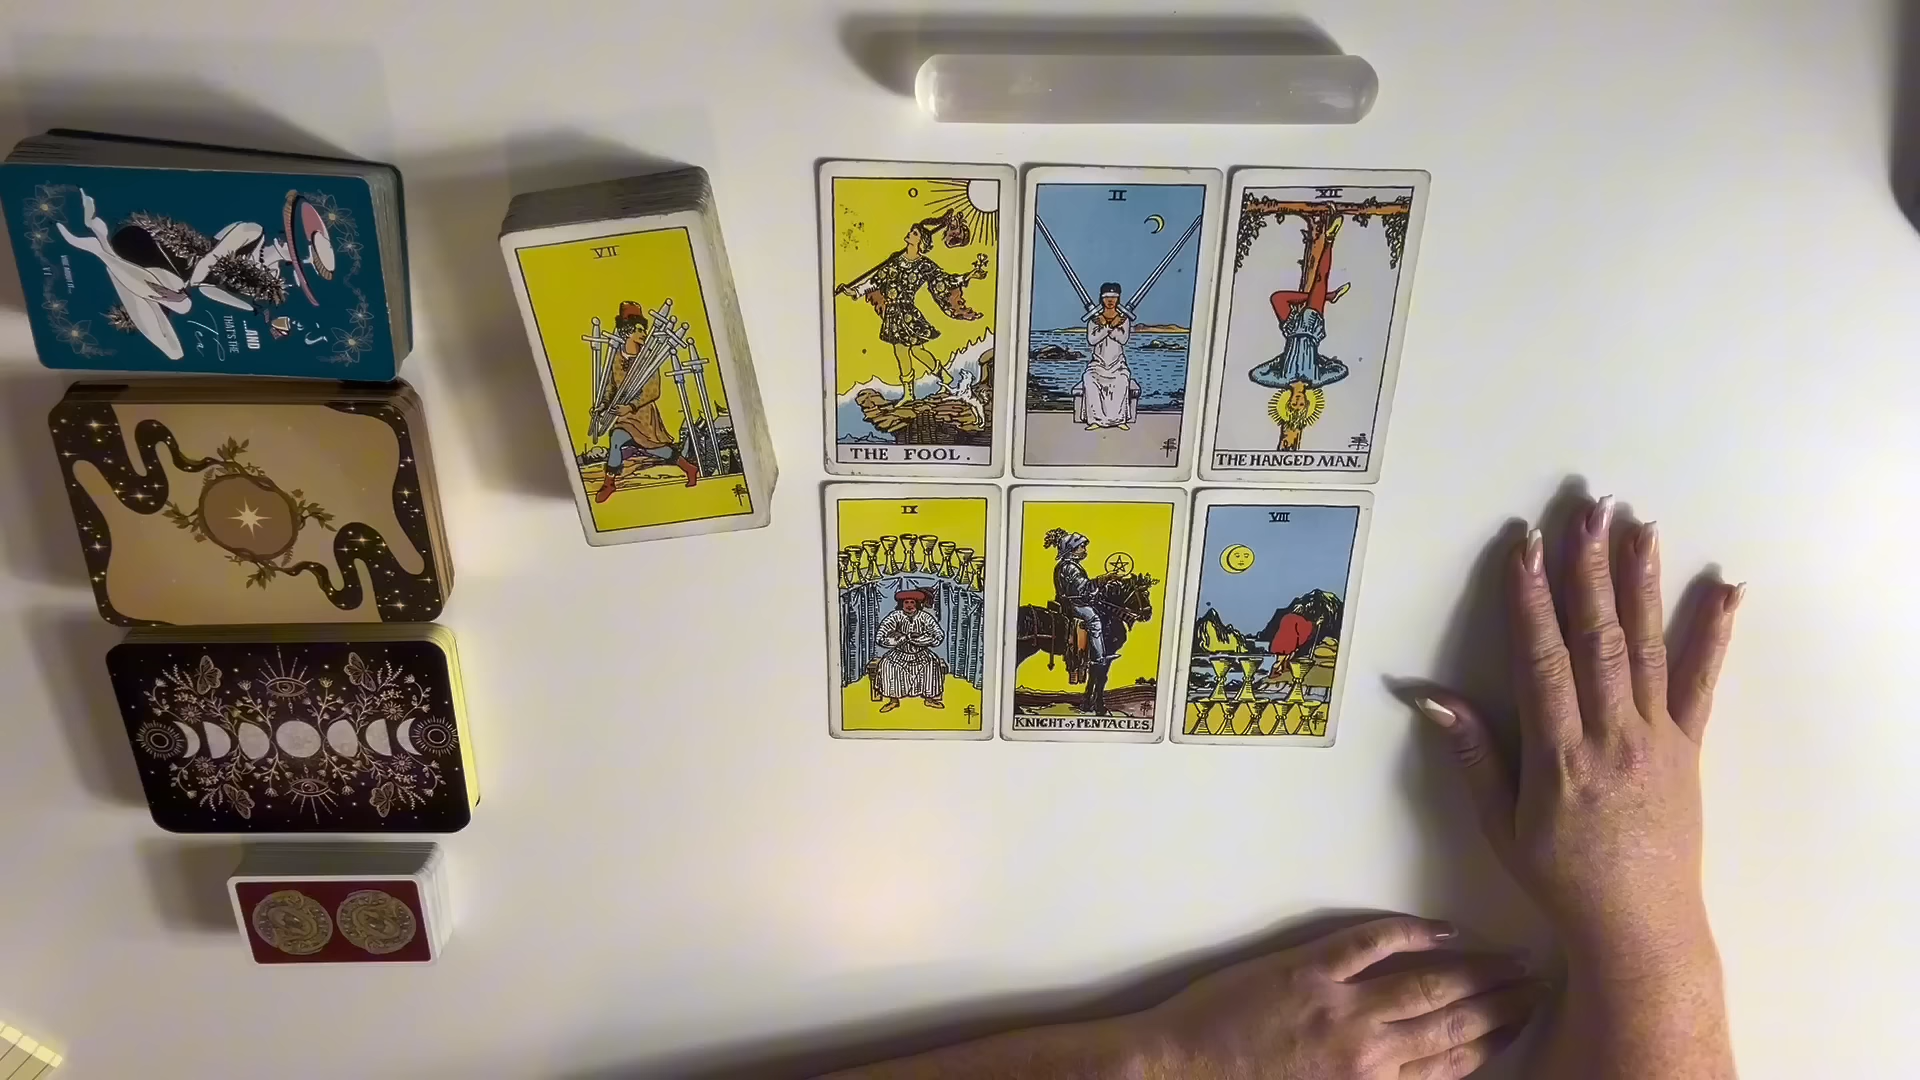 ...AND
THAT'S THE
Tea
VII
0
THE FOOL.
II
XII
THE HANGED MAN.
IX
KNIGHT of PENTACLES
VIII